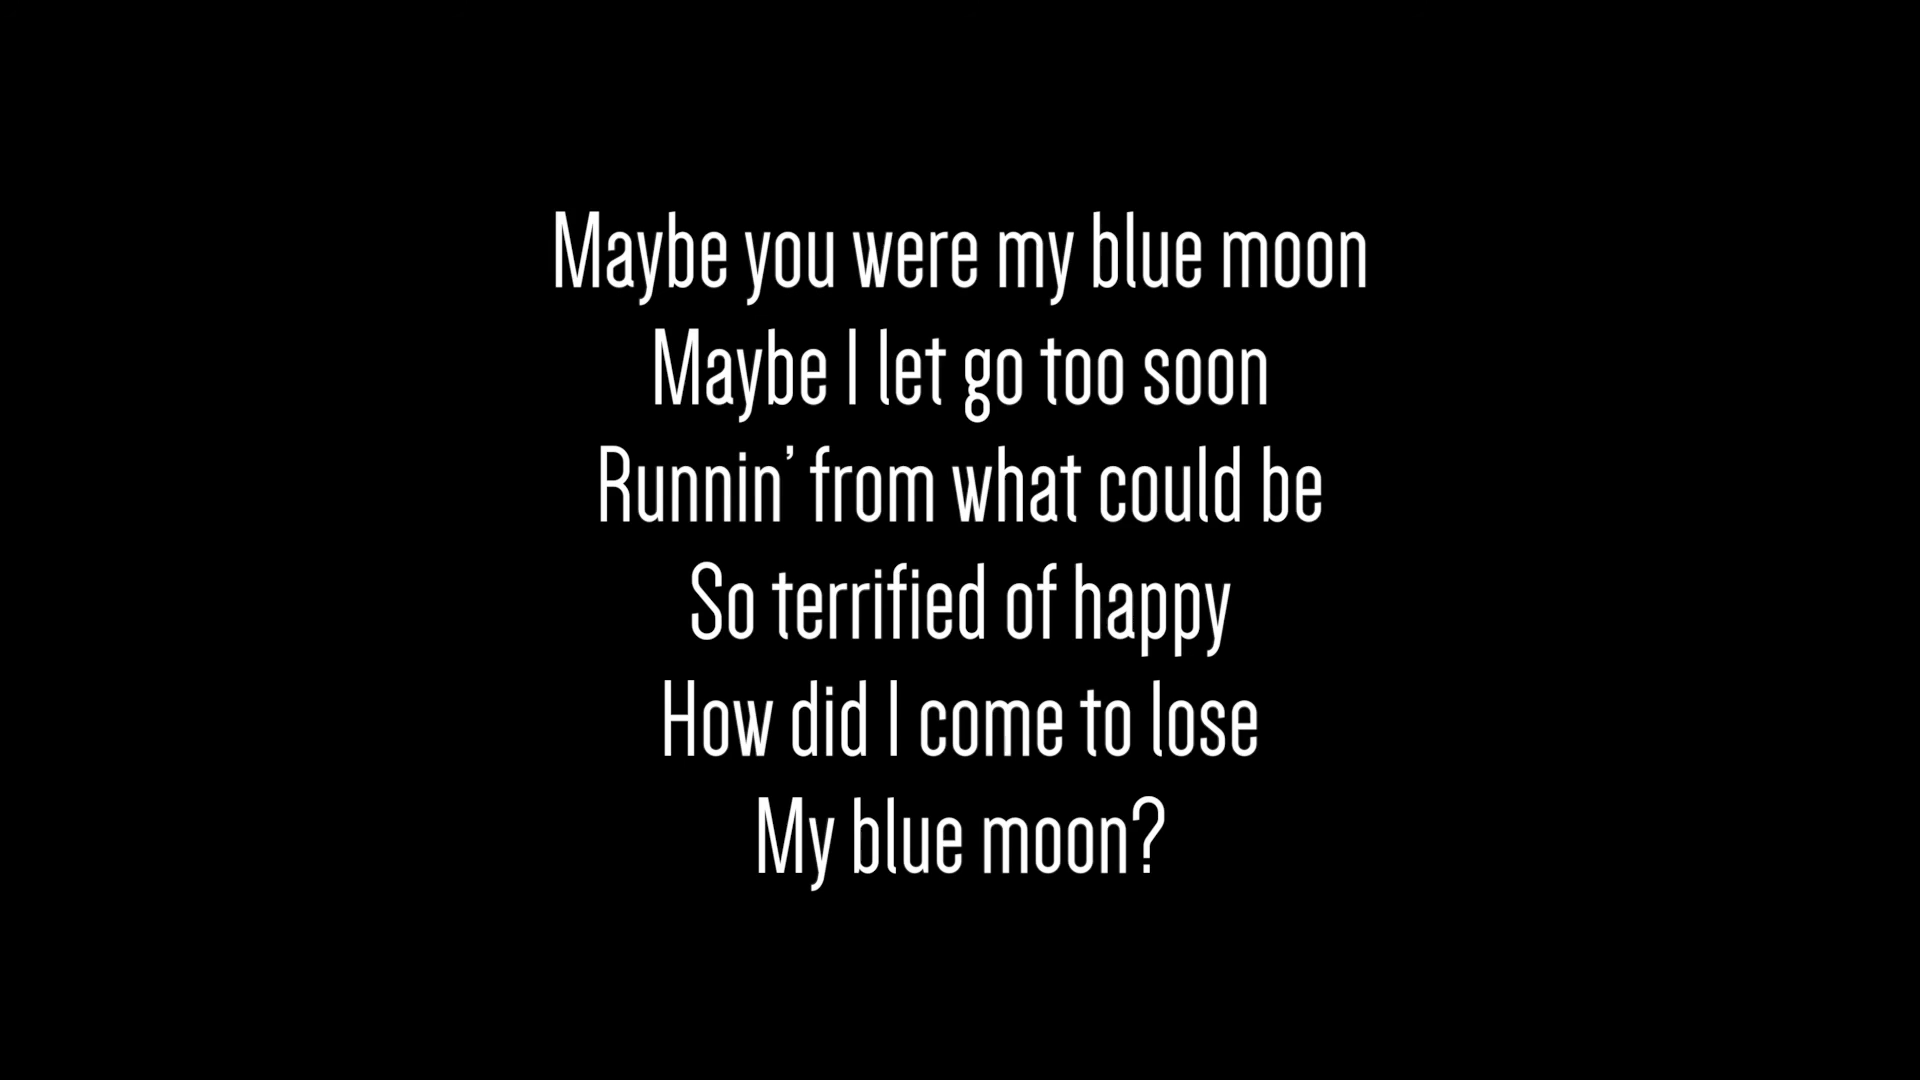 Maybe you were my blue moon
Maybe I let go too soon
Runnin’ from what could be
So terrified of happy
How did I come to lose
My blue moon?